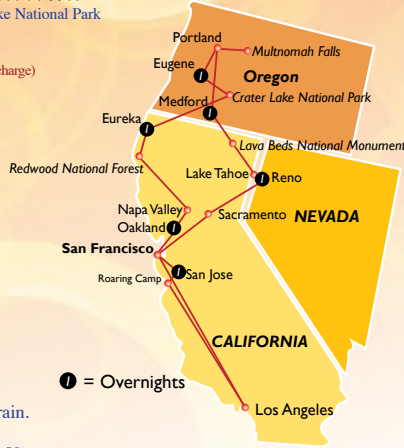 ke National Park
charge)
Portland
Multnomah Falls
Eugene
Oregon
Crater Lake National Park
Medford
Eureka
Lava Beds National Monument
Redwood National Forest
Lake Tahoe
Reno
Napa Valley
Sacramento
NEVADA
Oakland
San Francisco
San Jose
Roaring Camp
CALIFORNIA
1 = Overnights
Los Angeles
rain.